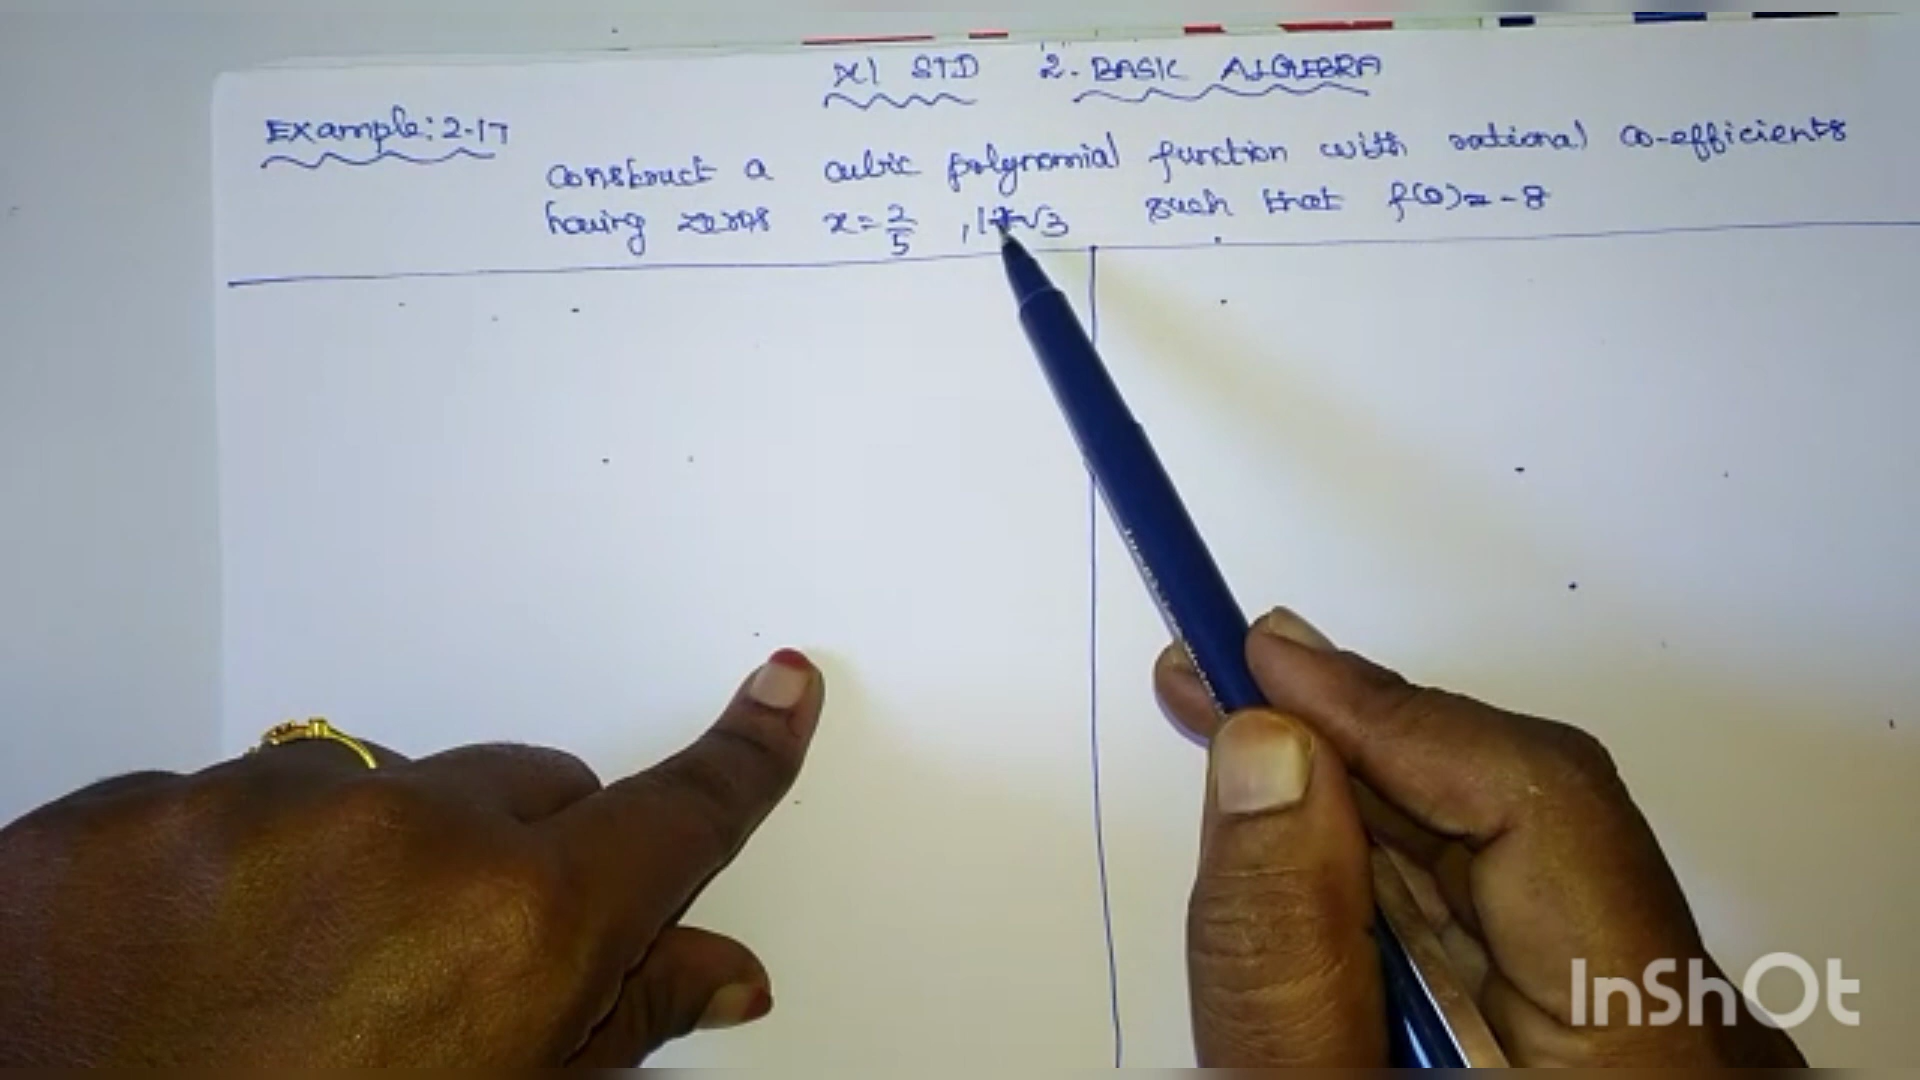 XI STD 2. BASIC ALGEBRA
Example: 2.17
construct a cubic polynomial function with rational co-efficients
having zeros x = 2/5 , 1+√3 such that f(0) = -8
InShOt